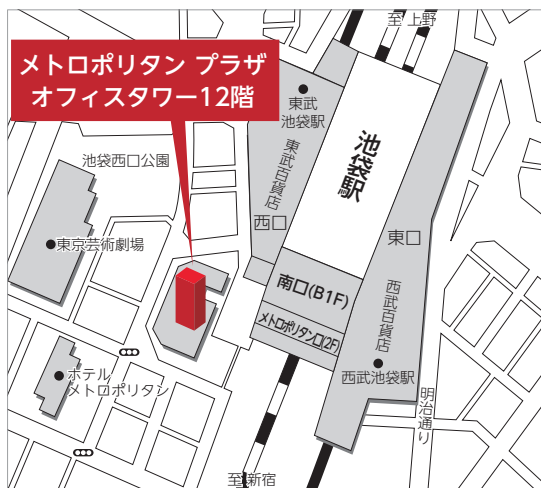 至 上野
メトロポリタン プラザ
オフィスタワー12階
東武
池袋駅
池袋駅
東武百貨店
池袋西口公園
西口
東口
東京芸術劇場
南口(B1F)
西武百貨店
メトロポリタン口(2F)
西武池袋駅
ホテル
メトロポリタン
明治通り
至 新宿